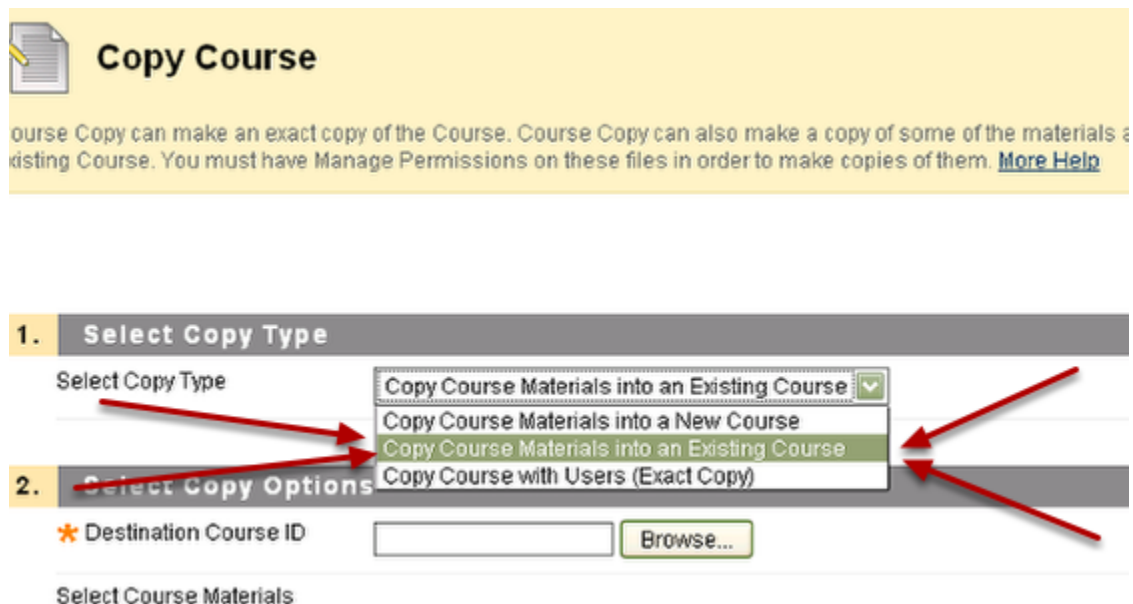 Copy Course
ourse Copy can make an exact copy of the Course. Course Copy can also make a copy of some of the materials a
xisting Course. You must have Manage Permissions on these files in order to make copies of them. More Help
1. Select Copy Type
Select Copy Type
Copy Course Materials into an Existing Course
Copy Course Materials into a New Course
Copy Course Materials into an Existing Course
Copy Course with Users (Exact Copy)
2. Select Copy Options
* Destination Course ID
Browse...
Select Course Materials